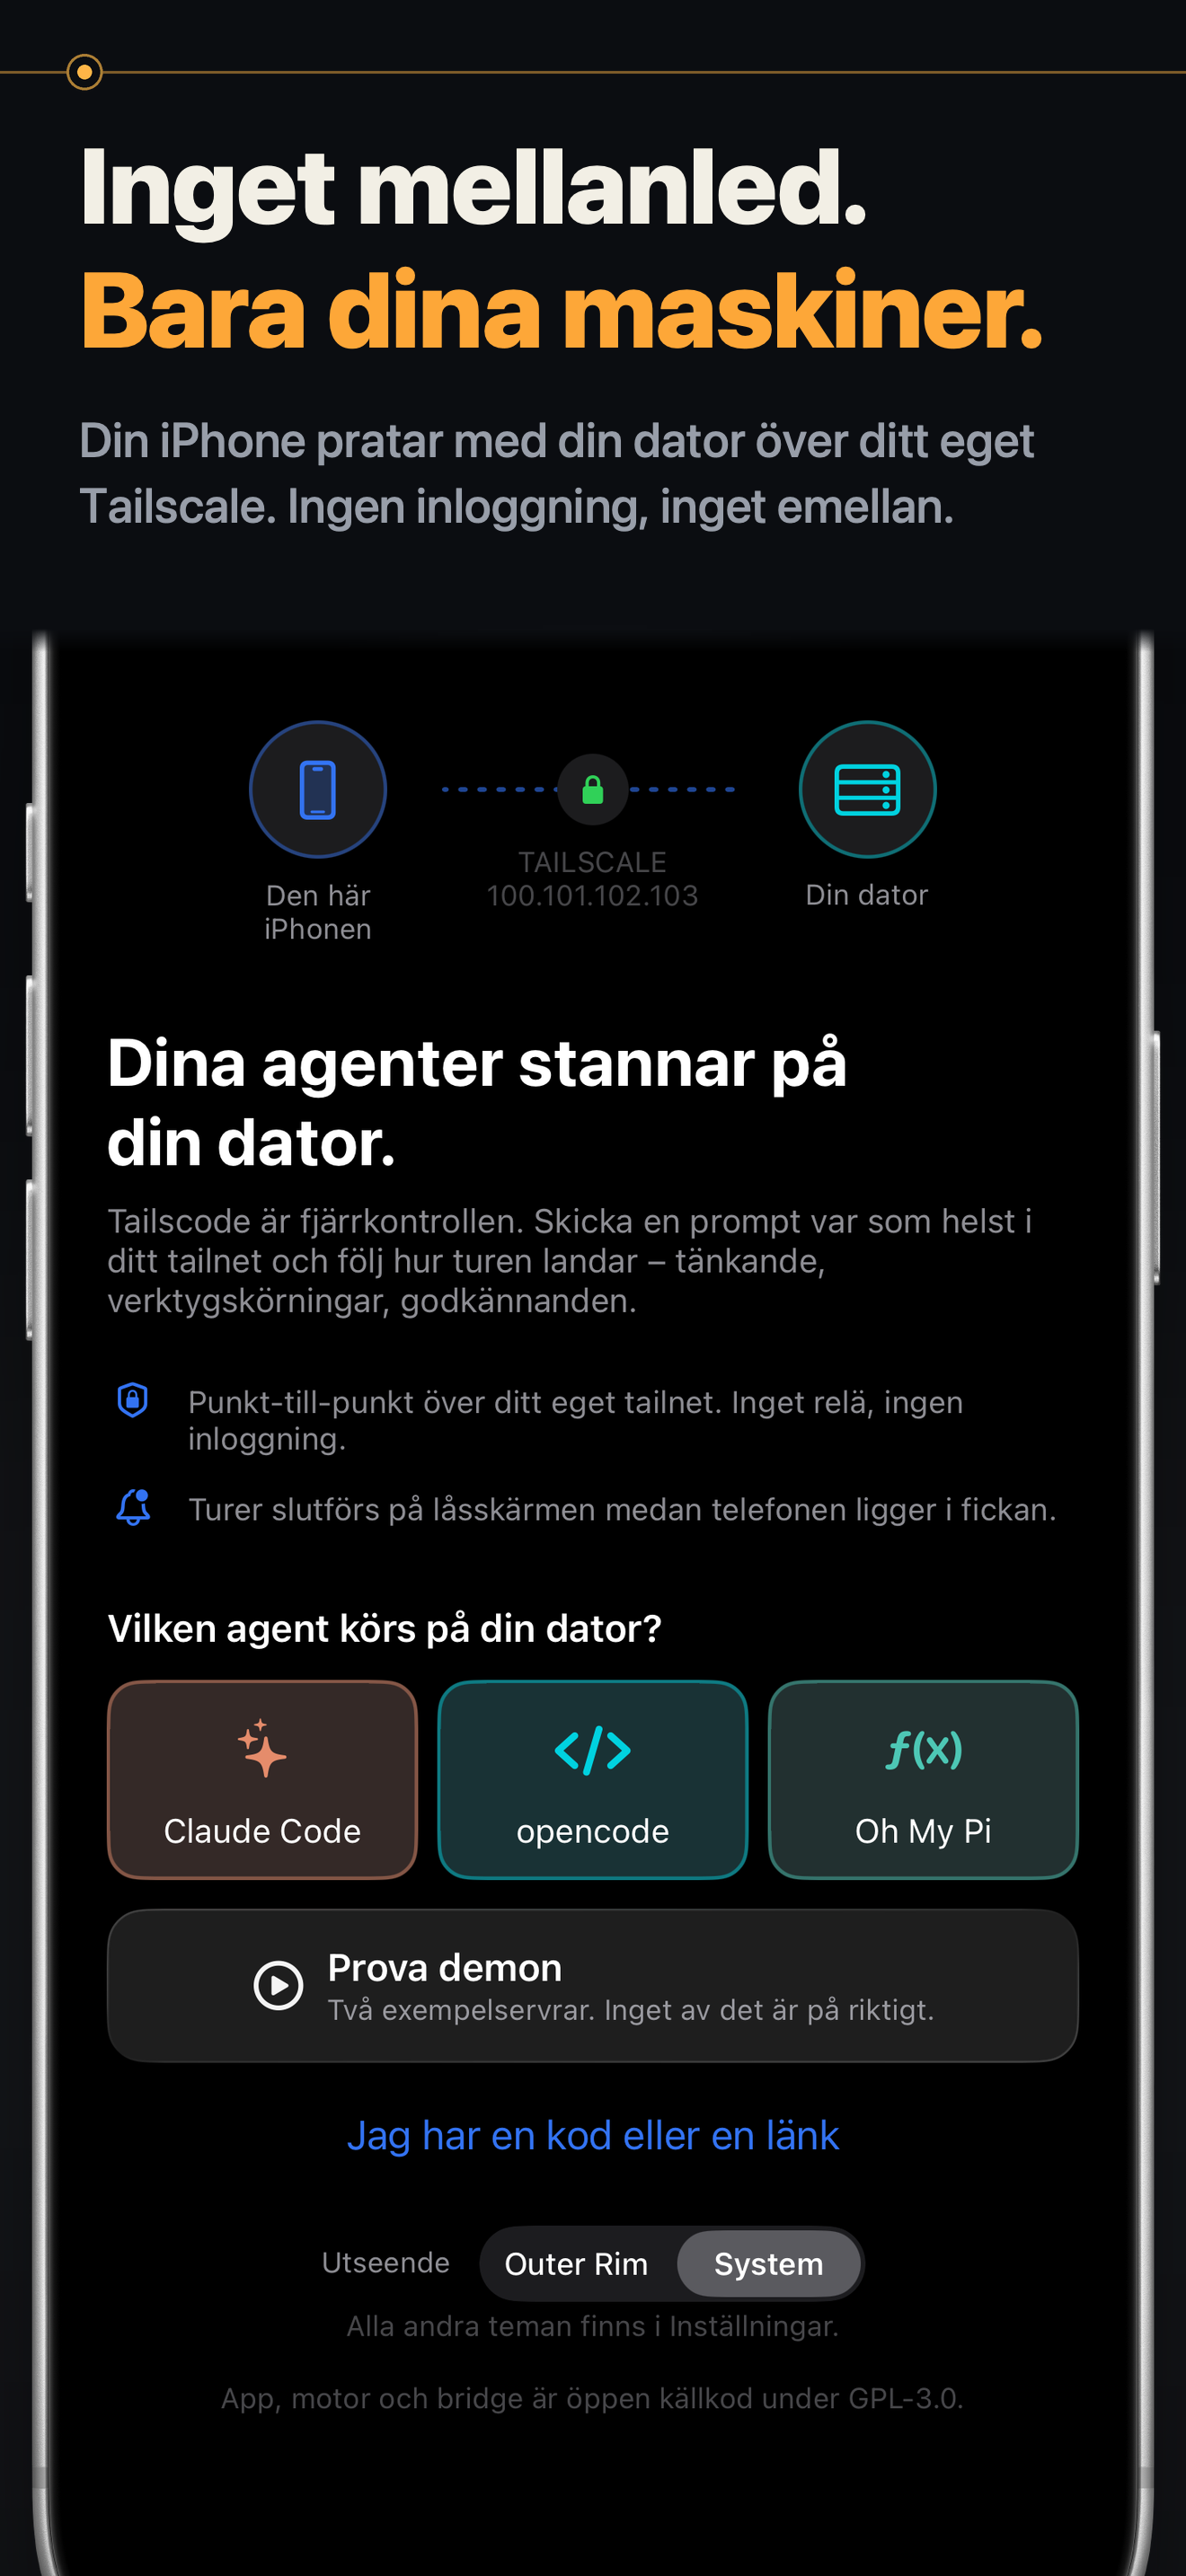 Inget mellanled.
Bara dina maskiner.
Din iPhone pratar med din dator över ditt eget
Tailscale. Ingen inloggning, inget emellan.
Den här
iPhonen
TAILSCALE
100.101.102.103
Din dator
Dina agenter stannar på
din dator.
Tailscode är fjärrkontrollen. Skicka en prompt var som helst i
ditt tailnet och följ hur turen landar – tänkande,
verktygskörningar, godkännanden.
Punkt-till-punkt över ditt eget tailnet. Inget relä, ingen
inloggning.
Turer slutförs på låsskärmen medan telefonen ligger i fickan.
Vilken agent körs på din dator?
Claude Code
</>
opencode
ƒ(x)
Oh My Pi
Prova demon
Två exempelservrar. Inget av det är på riktigt.
Jag har en kod eller en länk
Utseende
Outer Rim
System
Alla andra teman finns i Inställningar.
App, motor och bridge är öppen källkod under GPL-3.0.